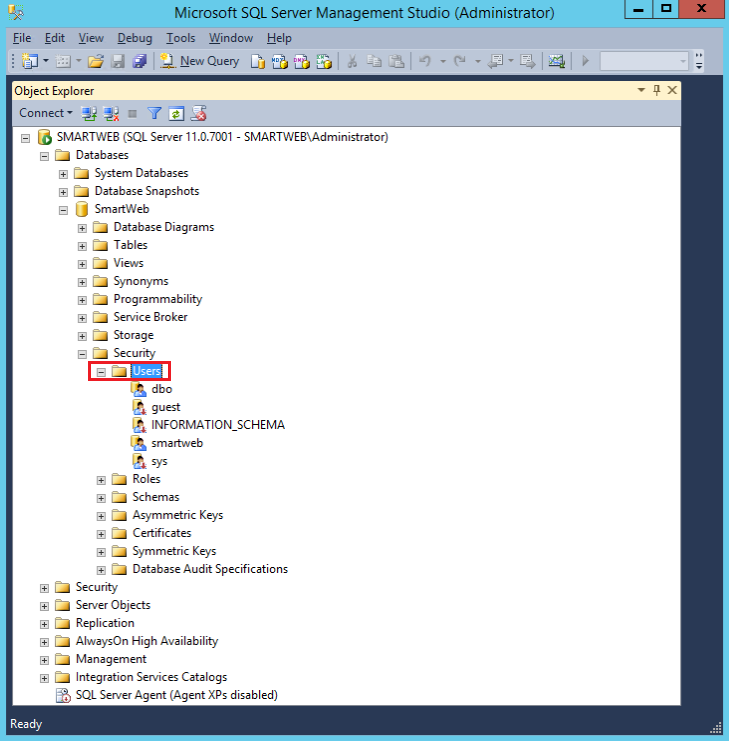 Microsoft SQL Server Management Studio (Administrator)
File Edit View Debug Tools Window Help
New Query
Object Explorer
Connect
SMARTWEB (SQL Server 11.0.7001 - SMARTWEB\Administrator)
Databases
System Databases
Database Snapshots
SmartWeb
Database Diagrams
Tables
Views
Synonyms
Programmability
Service Broker
Storage
Security
Users
dbo
guest
INFORMATION_SCHEMA
smartweb
sys
Roles
Schemas
Asymmetric Keys
Certificates
Symmetric Keys
Database Audit Specifications
Security
Server Objects
Replication
AlwaysOn High Availability
Management
Integration Services Catalogs
SQL Server Agent (Agent XPs disabled)
Ready